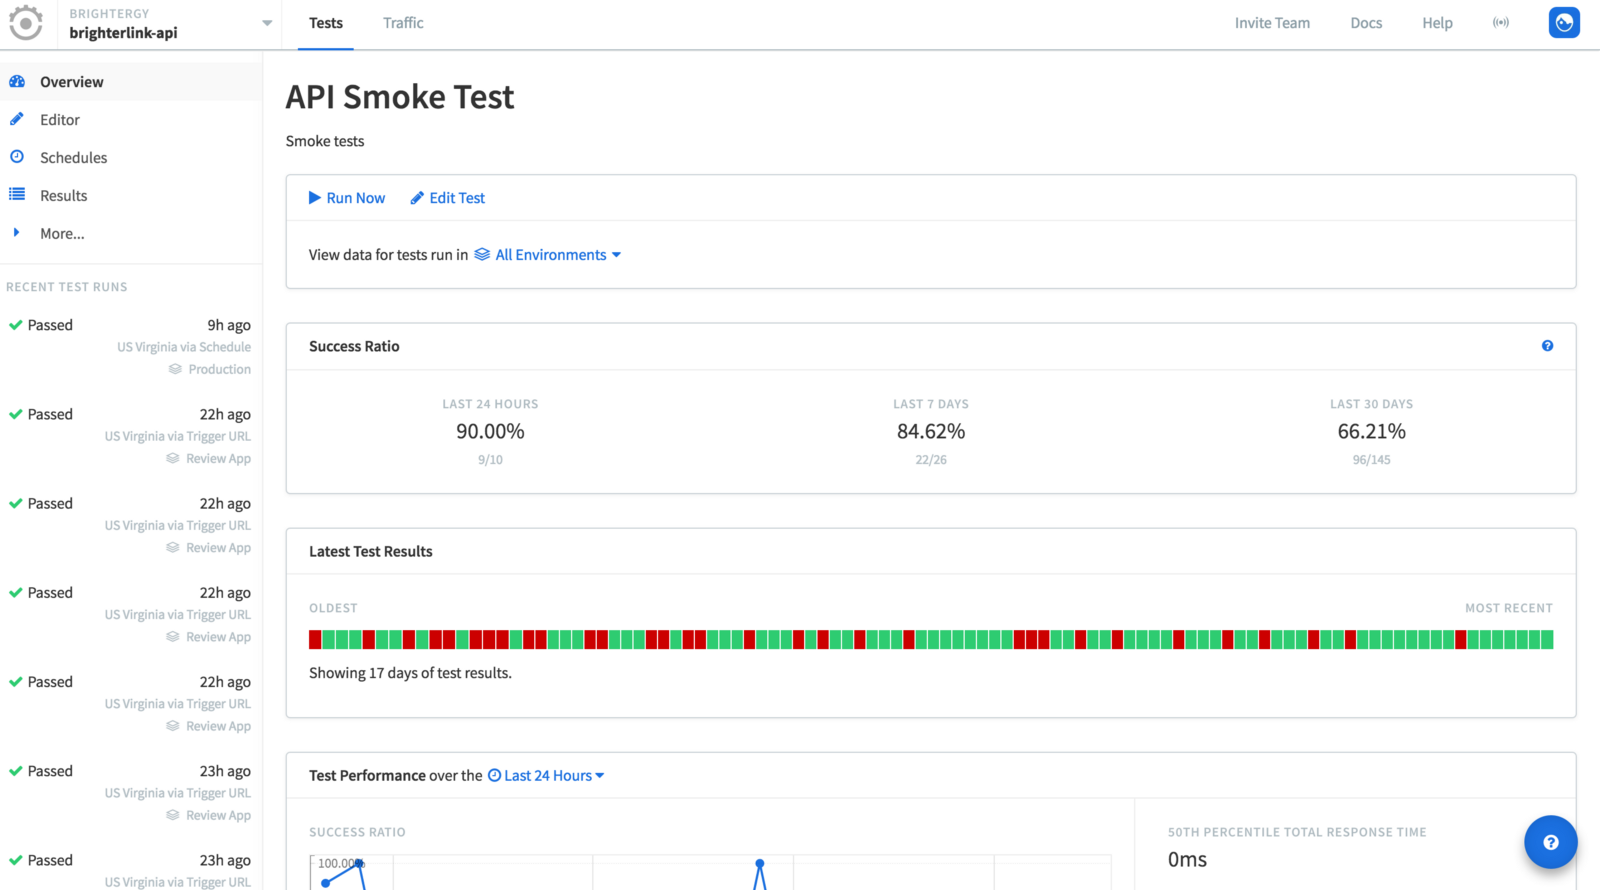 BRIGHTERGY
brighterlink-api
Tests
Traffic
Invite Team
Docs
Help
Overview
Editor
Schedules
Results
More...
RECENT TEST RUNS
Passed 9h ago
US Virginia via Schedule
Production
Passed 22h ago
US Virginia via Trigger URL
Review App
Passed 22h ago
US Virginia via Trigger URL
Review App
Passed 22h ago
US Virginia via Trigger URL
Review App
Passed 22h ago
US Virginia via Trigger URL
Review App
Passed 23h ago
US Virginia via Trigger URL
Review App
Passed 23h ago
US Virginia via Trigger URL
API Smoke Test
Smoke tests
Run Now Edit Test
View data for tests run in All Environments
Success Ratio
?
LAST 24 HOURS
90.00%
9/10
LAST 7 DAYS
84.62%
22/26
LAST 30 DAYS
66.21%
96/145
Latest Test Results
OLDEST MOST RECENT
Showing 17 days of test results.
Test Performance over the Last 24 Hours
SUCCESS RATIO
100.00%
50TH PERCENTILE TOTAL RESPONSE TIME
0ms
?